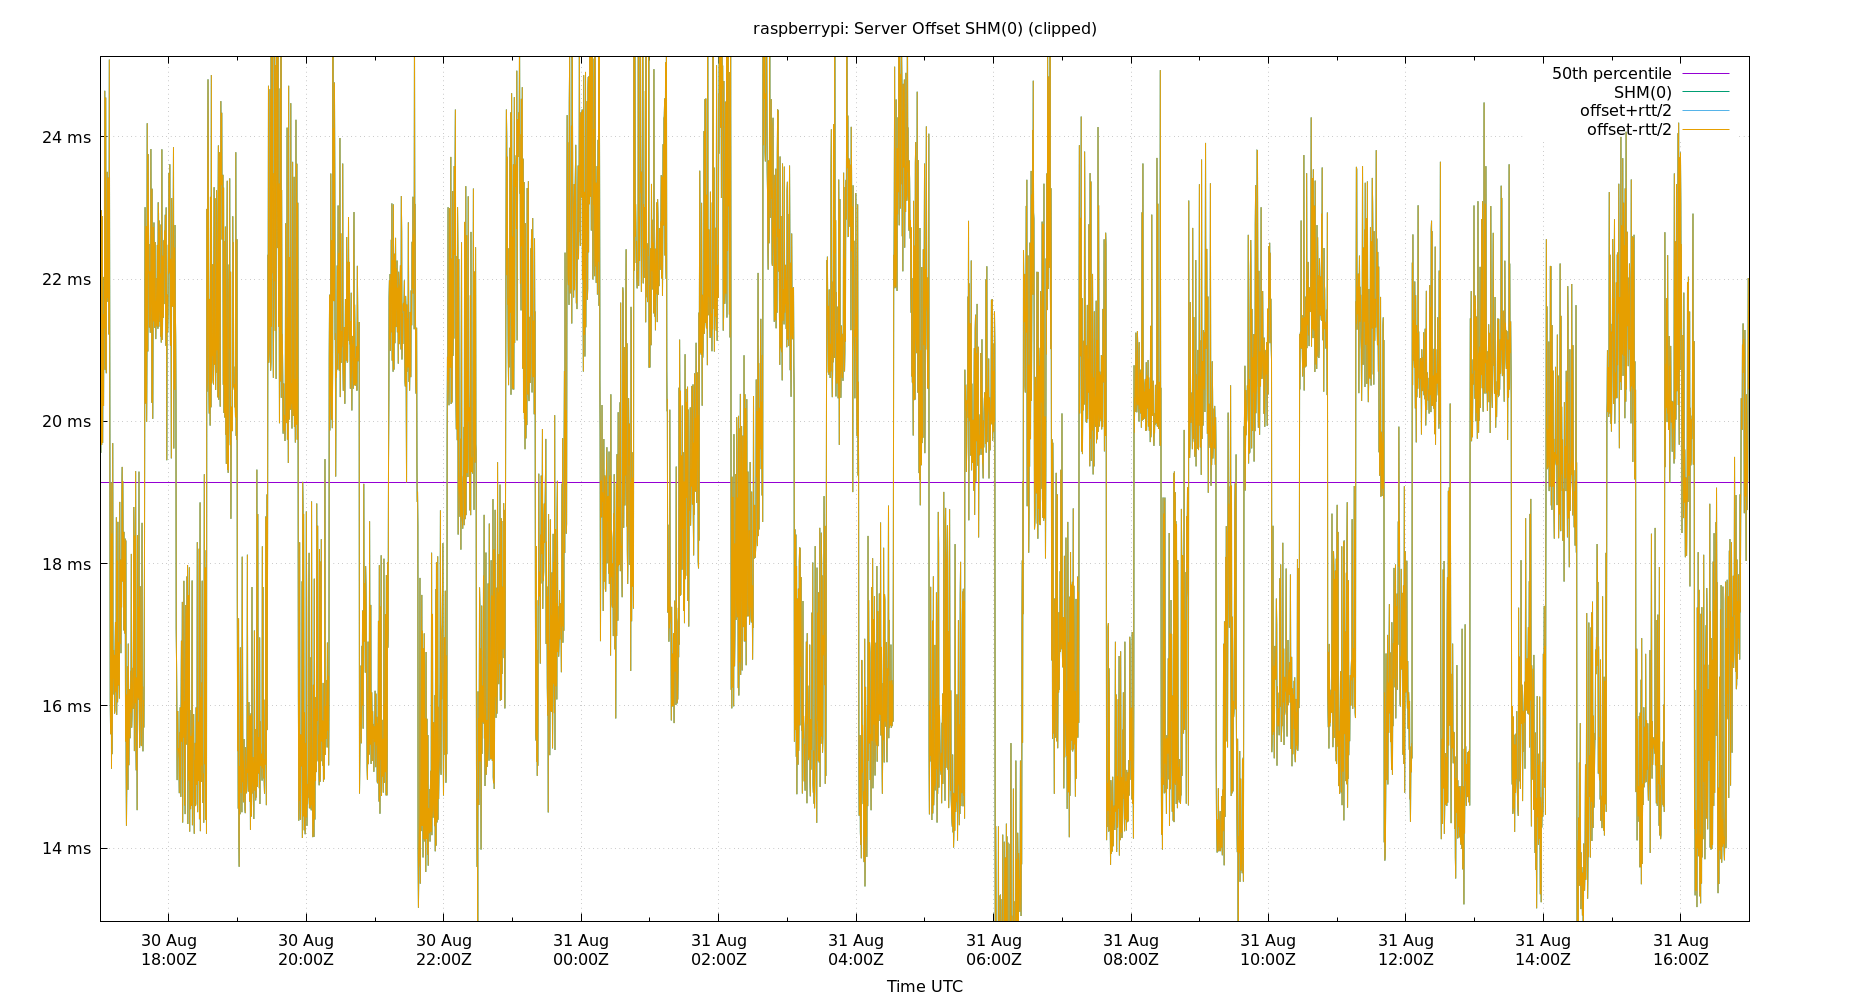 raspberrypi: Server Offset SHM(0) (clipped)
50th percentile
SHM(0)
offset+rtt/2
offset-rtt/2
24 ms
22 ms
20 ms
18 ms
16 ms
14 ms
30 Aug 30 Aug 30 Aug 31 Aug 31 Aug 31 Aug 31 Aug 31 Aug 31 Aug 31 Aug 31 Aug 31 Aug
18:00Z 20:00Z 22:00Z 00:00Z 02:00Z 04:00Z 06:00Z 08:00Z 10:00Z 12:00Z 14:00Z 16:00Z
Time UTC